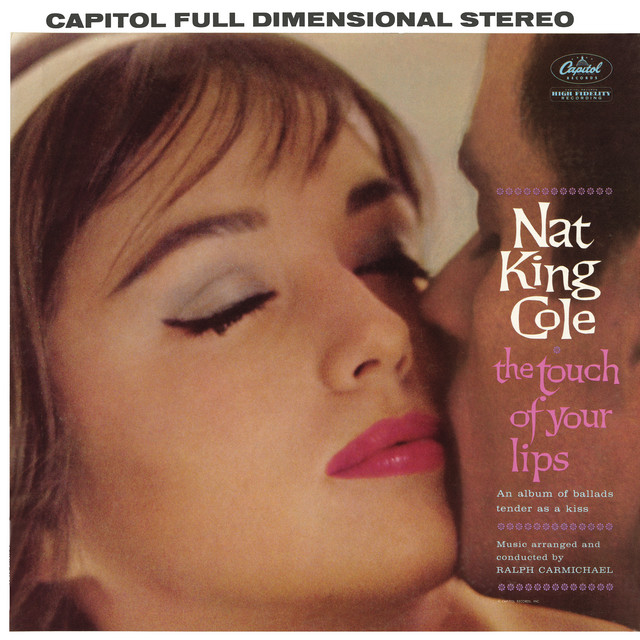 CAPITOL FULL DIMENSIONAL STEREO
Capitol
RECORDS
HIGH FIDELITY
RECORDING
Nat
King
Cole
the touch
of your
lips
An album of ballads
tender as a kiss
Music arranged and
conducted by
RALPH CARMICHAEL